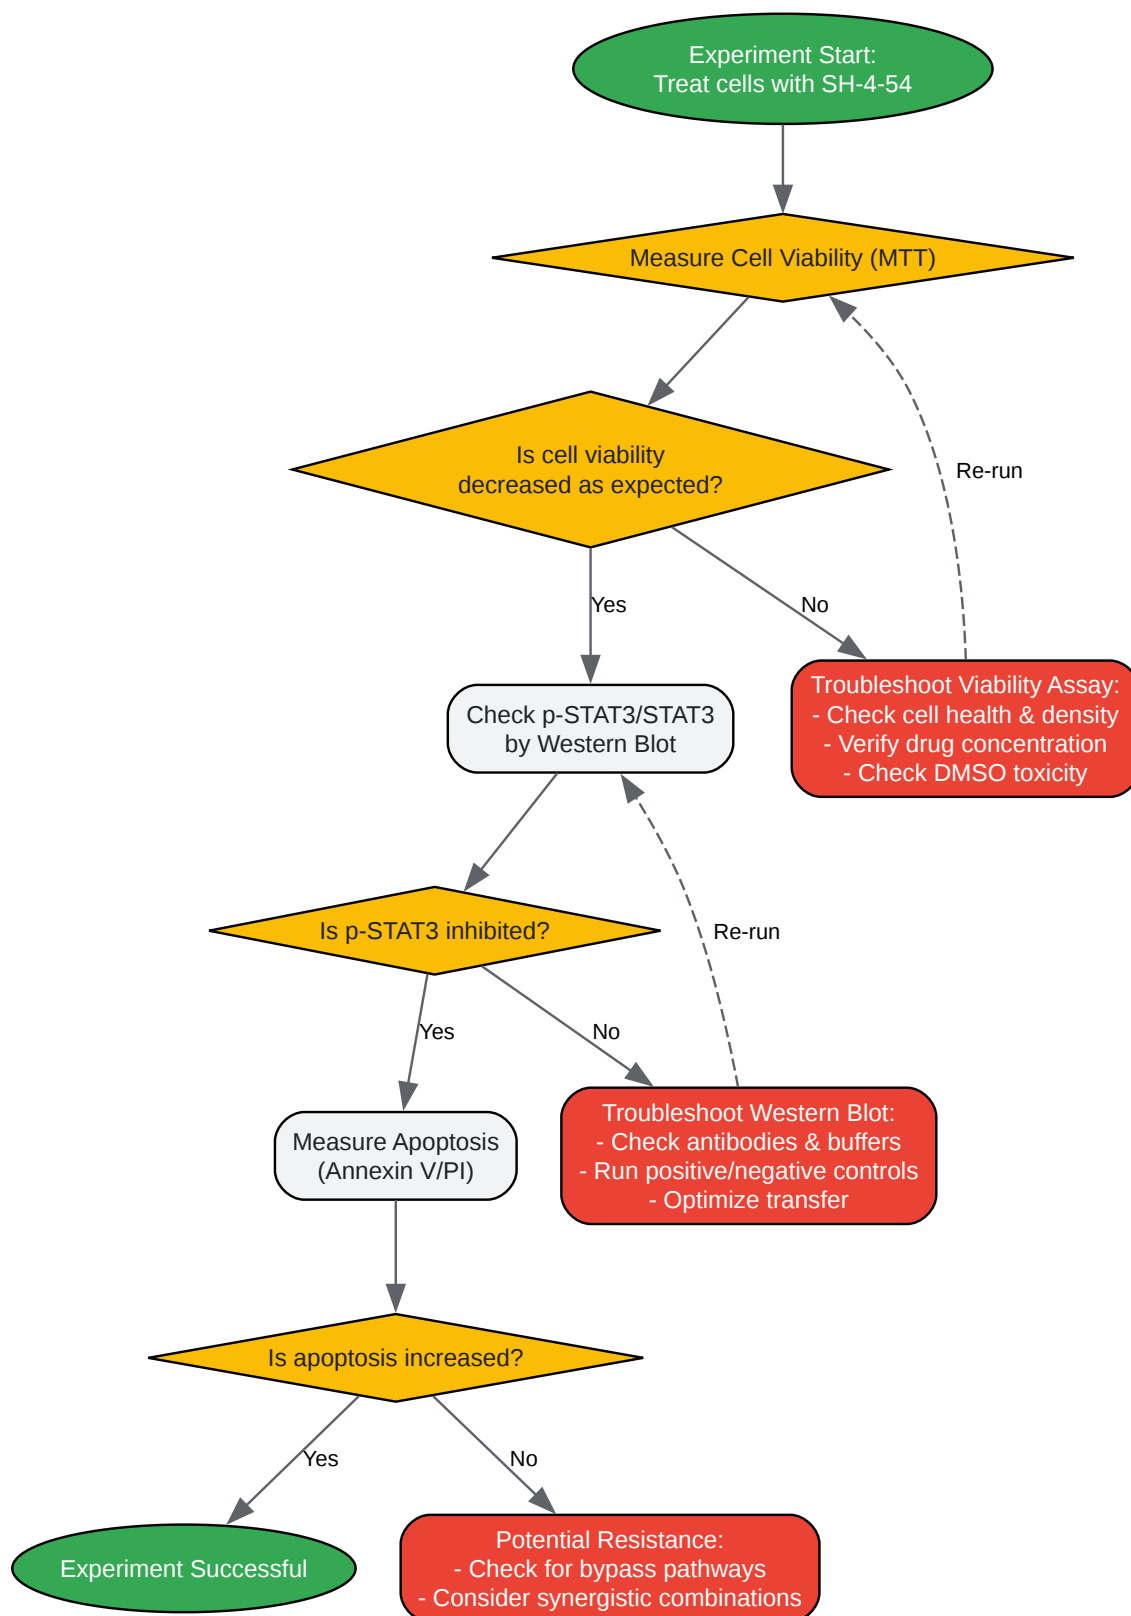 Experiment Start:
Treat cells with SH-4-54
Measure Cell Viability (MTT)
Is cell viability
decreased as expected?
Re-run
Yes
No
Troubleshoot Viability Assay:
- Check cell health & density
- Verify drug concentration
- Check DMSO toxicity
Check p-STAT3/STAT3
by Western Blot
Is p-STAT3 inhibited?
Re-run
Yes
No
Measure Apoptosis
(Annexin V/PI)
Troubleshoot Western Blot:
- Check antibodies & buffers
- Run positive/negative controls
- Optimize transfer
Is apoptosis increased?
Yes
No
Experiment Successful
Potential Resistance:
- Check for bypass pathways
- Consider synergistic combinations